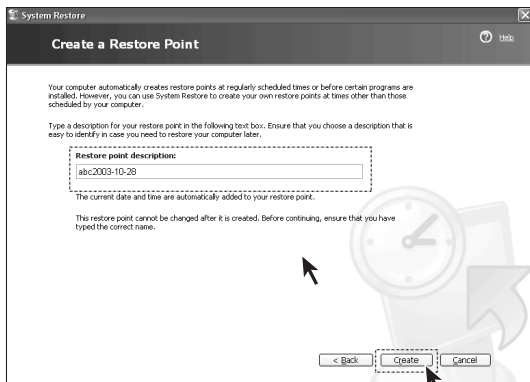 System Restore
Create a Restore Point
Help
Your computer automatically creates restore points at regularly scheduled times or before certain programs are
installed. However, you can use System Restore to create your own restore points at times other than those
scheduled by your computer.
Type a description for your restore point in the following text box. Ensure that you choose a description that is
easy to identify in case you need to restore your computer later.
Restore point description:
abc2003-10-28
The current date and time are automatically added to your restore point.
This restore point cannot be changed after it is created. Before continuing, ensure that you have
typed the correct name.
< Back
Create
Cancel